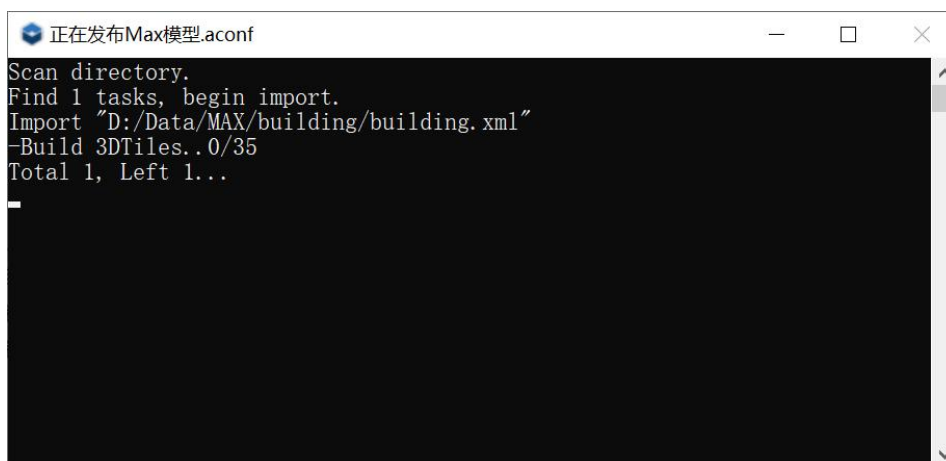 正在发布Max模型.aconf
Scan directory.
Find 1 tasks, begin import.
Import "D:/Data/MAX/building/building.xml"
-Build 3DTiles..0/35
Total 1, Left 1...